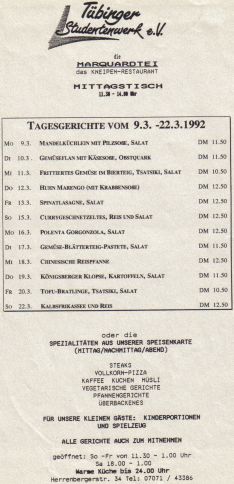 Tübinger
Studentenwerk e.V.
die
MARQUARDTEI
das KNEIPEN-RESTAURANT
MITTAGSTISCH
11.30 - 14.00 Uhr
TAGESGERICHTE VOM 9.3. -22.3.1992
MO 9.3. MANDELKÜCHLEIN MIT PILZSOßE, SALAT DM 11.50
DI 10.3. GEMÜSEFLAN MIT KÄSESOßE, OBSTQUARK DM 11.50
MI 11.3. FRITTIERTES GEMÜSE IM BIERTEIG, TSATSIKI, SALAT DM 10.50
DO 12.3. HUHN MARENGO (MIT KRABBENSOßE) DM 12.50
FR 13.3. SPINATLASAGNE, SALAT DM 12.50
SO 15.3. CURRYGESCHNETZELTES, REIS UND SALAT DM 12.50
MO 16.3. POLENTA GORGONZOLA, SALAT DM 12.50
DI 17.3. GEMÜSE-BLÄTTERTEIG-PASTETE, SALAT DM 11.50
MI 18.3. CHINESISCHE REISPFANNE DM 12.50
DO 19.3. KÖNIGSBERGER KLOPSE, KARTOFFELN, SALAT DM 11.50
FR 20.3. TOFU-BRATLINGE, TSATSIKI, SALAT DM 10.50
SO 22.3. KALBSFRIKASSEE UND REIS DM 12.50
oder die
SPEZIALITÄTEN AUS UNSERER SPEISENKARTE
(MITTAG/NACHMITTAG/ABEND)
STEAKS
VOLLKORN-PIZZA
KAFFEE KUCHEN MÜSLI
VEGETARISCHE GERICHTE
PFANNENGERICHTE
ÜBERBACKENES
FÜR UNSERE KLEINEN GÄSTE: KINDERPORTIONEN
UND SPIELZEUG
ALLE GERICHTE AUCH ZUM MITNEHMEN
geöffnet: So -Fr von 11.30 - 1.00 Uhr
Sa 18.00 - 1.00
Warme Küche bis 24.00 Uhr
Herrenbergerstr. 34 Tel: 07071 / 43386